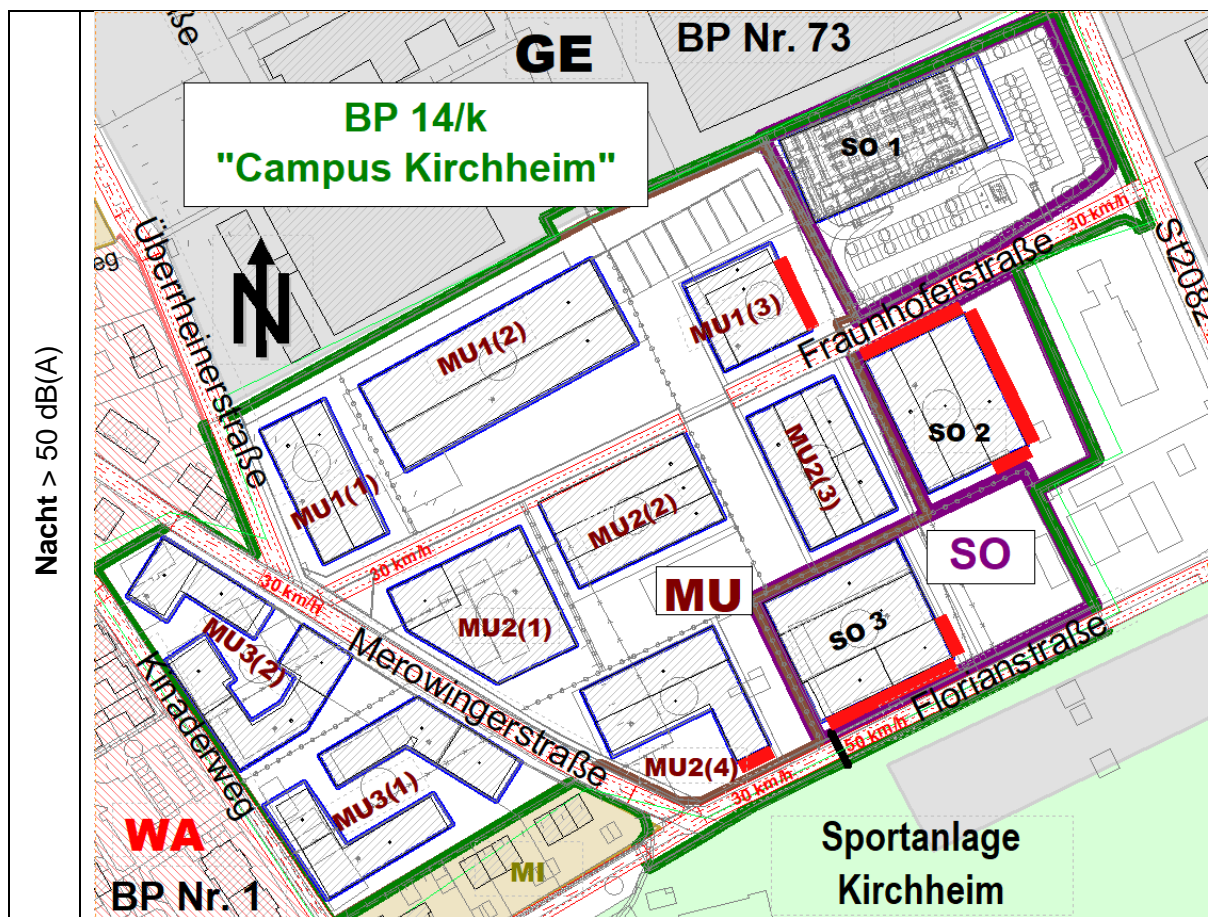 Nacht > 50 dB(A)
aße
GE
BP Nr. 73
BP 14/k
"Campus Kirchheim"
SO 1
eg
Überrheinerstraße
N
30 km/h
St2082
MU1(3)
Fraunhoferstraße
MU1(2)
SO 2
MU1(1)
MU2(3)
MU2(2)
30 km/h
SO
30 km/h
MU
MU2(1)
SO 3
MU3(2)
Merowingerstraße
Florianstraße
Kinaderweg
50 km/h
MU2(4)
30 km/h
MU3(1)
WA
MI
Sportanlage
Kirchheim
BP Nr. 1